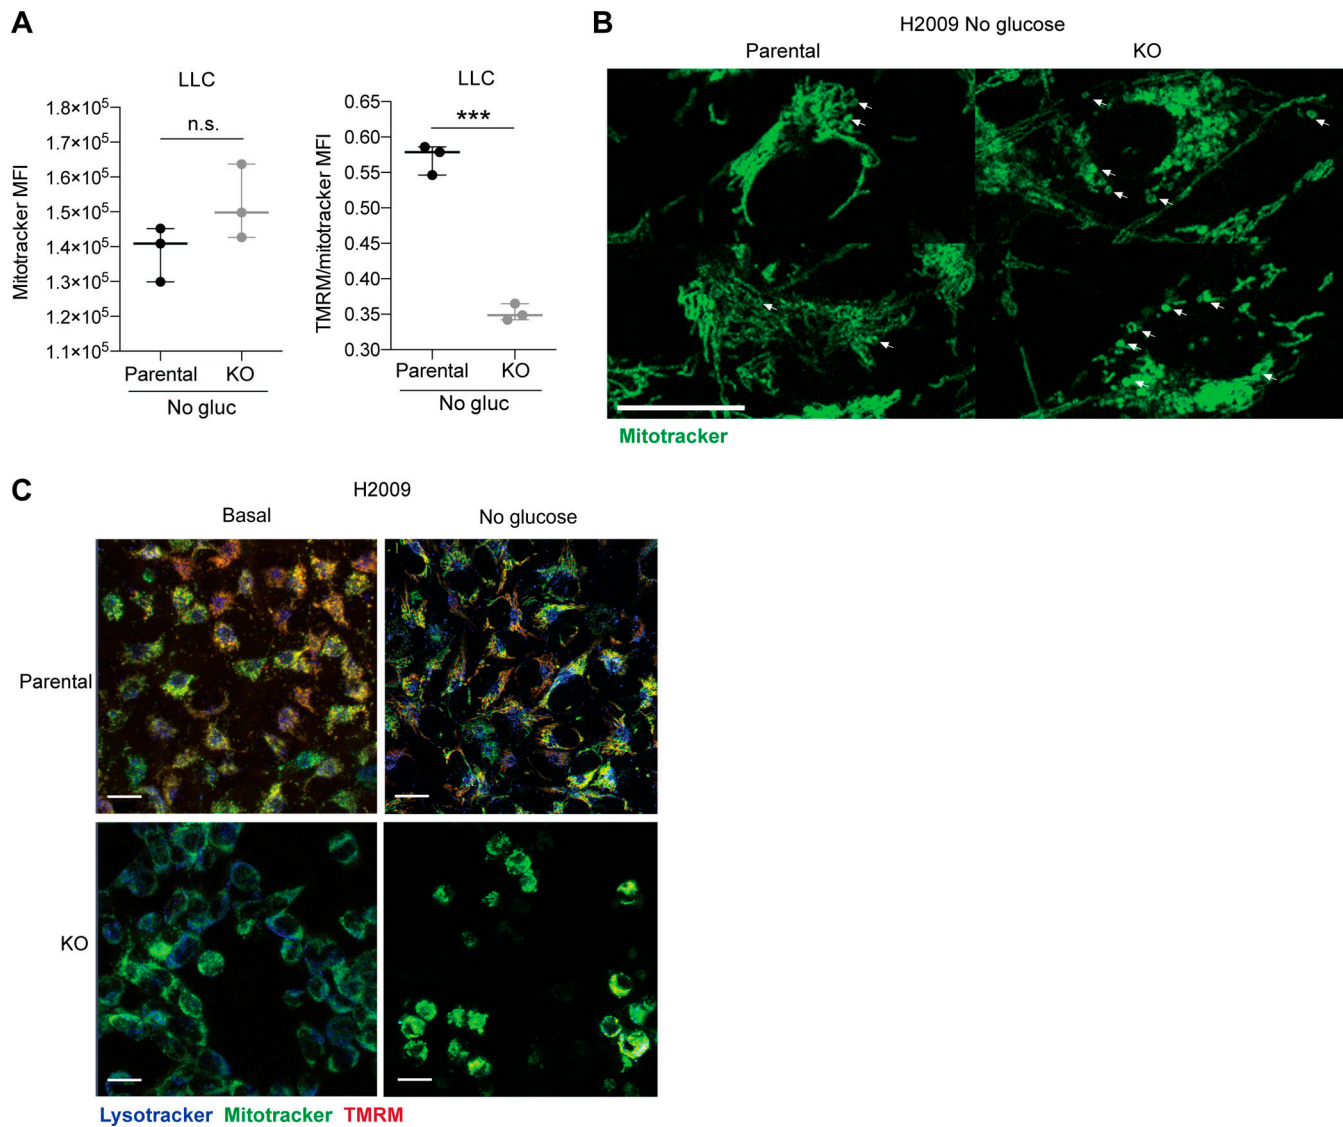 A
LLC
Mitotracker MFI
1.8×10⁵
1.7×10⁵
1.6×10⁵
1.5×10⁵
1.4×10⁵
1.3×10⁵
1.2×10⁵
1.1×10⁵
n.s.
Parental KO
No gluc
LLC
TMRM/mitotracker MFI
0.65
0.60
0.55
0.50
0.45
0.40
0.35
0.30
***
Parental KO
No gluc
B
H2009 No glucose
Parental KO
Mitotracker
C
H2009
Basal No glucose
Parental
KO
Lysotracker Mitotracker TMRM